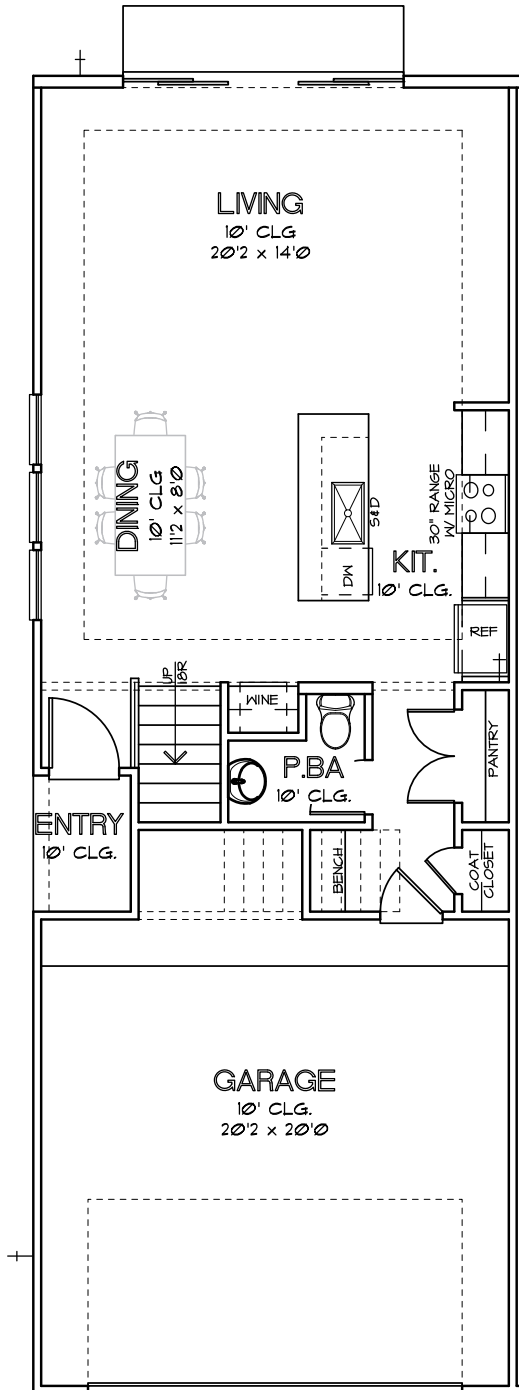 LIVING
10' CLG
20'2 x 14'0
DINING
10' CLG
11'2 x 8'0
S&D
DW
30" RANGE
W/ MICRO
KIT.
10' CLG.
REF
UP
18R
WINE
P.BA
10' CLG.
PANTRY
ENTRY
10' CLG.
BENCH
COAT
CLOSET
GARAGE
10' CLG.
20'2 x 20'0